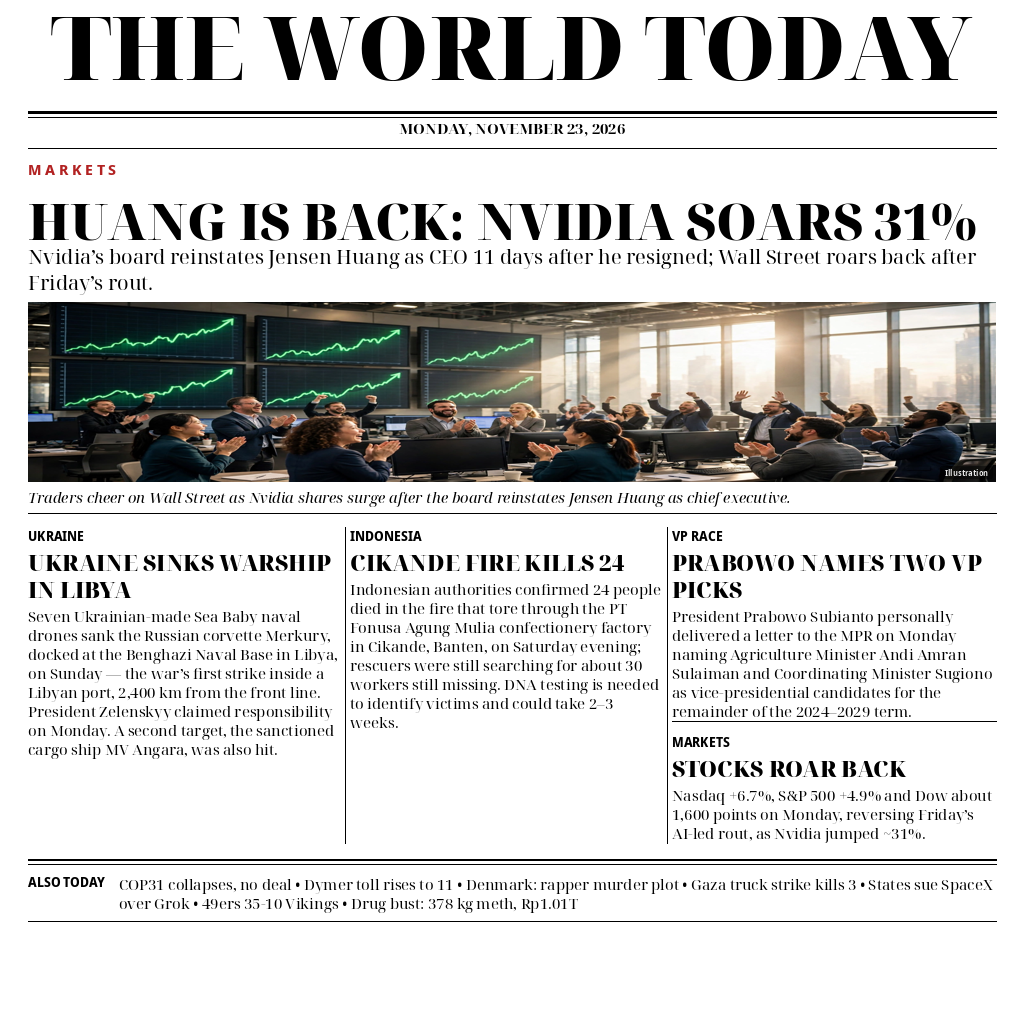 THE WORLD TODAY
MONDAY, NOVEMBER 23, 2026
MARKETS
HUANG IS BACK: NVIDIA SOARS 31%
Nvidia’s board reinstates Jensen Huang as CEO 11 days after he resigned; Wall Street roars back after
Friday’s rout.
Illustration
Traders cheer on Wall Street as Nvidia shares surge after the board reinstates Jensen Huang as chief executive.
UKRAINE
UKRAINE SINKS WARSHIP
IN LIBYA
Seven Ukrainian-made Sea Baby naval
drones sank the Russian corvette Merkury,
docked at the Benghazi Naval Base in Libya,
on Sunday — the war’s first strike inside a
Libyan port, 2,400 km from the front line.
President Zelenskyy claimed responsibility
on Monday. A second target, the sanctioned
cargo ship MV Angara, was also hit.
INDONESIA
CIKANDE FIRE KILLS 24
Indonesian authorities confirmed 24 people
died in the fire that tore through the PT
Fonusa Agung Mulia confectionery factory
in Cikande, Banten, on Saturday evening;
rescuers were still searching for about 30
workers still missing. DNA testing is needed
to identify victims and could take 2–3
weeks.
VP RACE
PRABOWO NAMES TWO VP
PICKS
President Prabowo Subianto personally
delivered a letter to the MPR on Monday
naming Agriculture Minister Andi Amran
Sulaiman and Coordinating Minister Sugiono
as vice-presidential candidates for the
remainder of the 2024–2029 term.
MARKETS
STOCKS ROAR BACK
Nasdaq +6.7%, S&P 500 +4.9% and Dow about
1,600 points on Monday, reversing Friday’s
AI-led rout, as Nvidia jumped ~31%.
ALSO TODAY
COP31 collapses, no deal • Dymer toll rises to 11 • Denmark: rapper murder plot • Gaza truck strike kills 3 • States sue SpaceX
over Grok • 49ers 35-10 Vikings • Drug bust: 378 kg meth, Rp1.01T